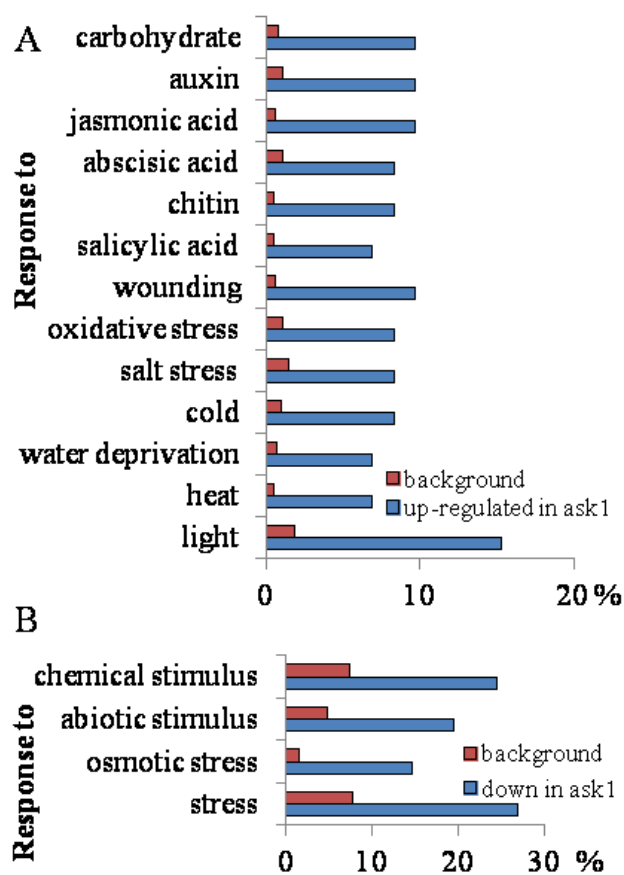 A
Response to
carbohydrate
auxin
jasmonic acid
abscisic acid
chitin
salicylic acid
wounding
oxidative stress
salt stress
cold
water deprivation
heat
light
background
up-regulated in ask1
0 10 20 %
B
Response to
chemical stimulus
abiotic stimulus
osmotic stress
stress
background
down in ask1
0 10 20 30 %